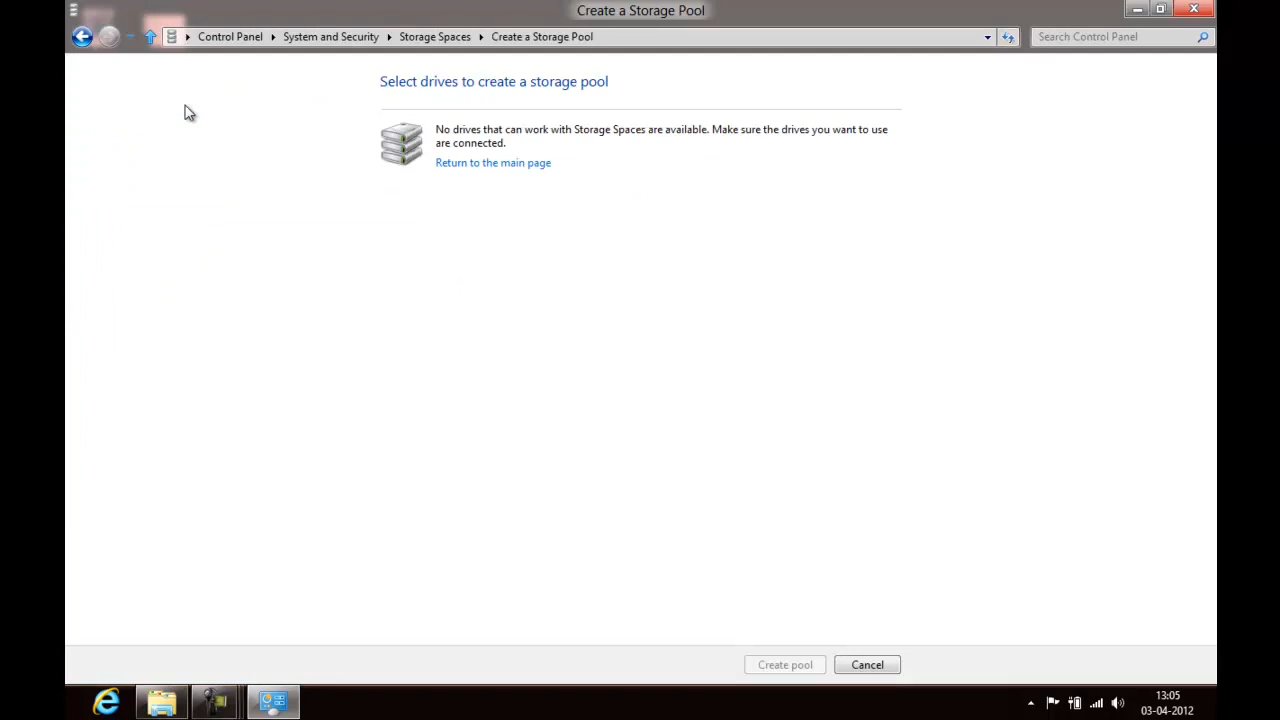 Create a Storage Pool
Control Panel System and Security Storage Spaces Create a Storage Pool
Search Control Panel
Select drives to create a storage pool
No drives that can work with Storage Spaces are available. Make sure the drives you want to use
are connected.
Return to the main page
Create pool Cancel
13:05
03-04-2012